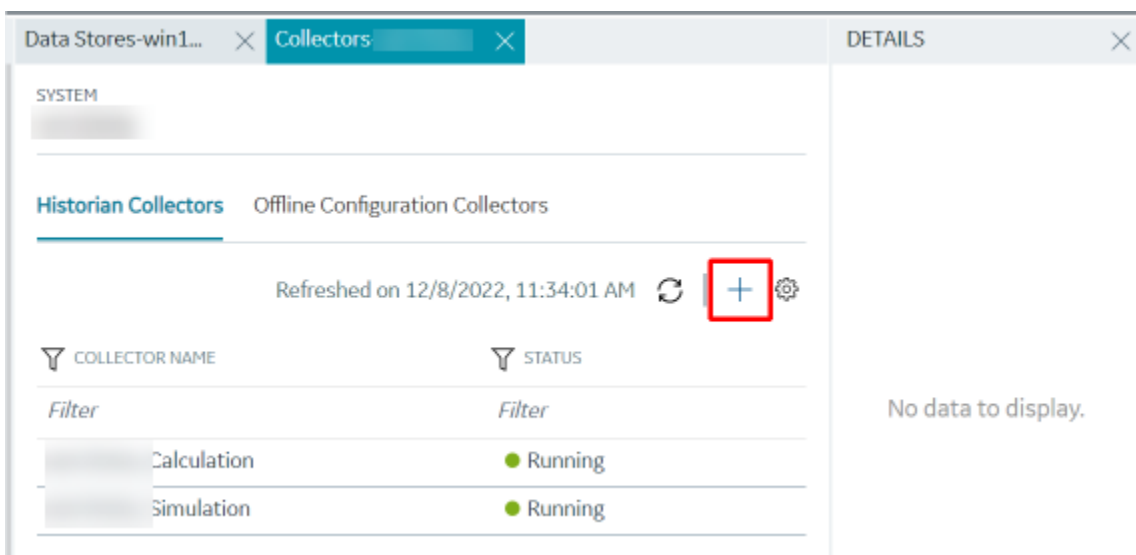 Data Stores-win1...
Collectors
DETAILS
SYSTEM
Historian Collectors Offline Configuration Collectors
Refreshed on 12/8/2022, 11:34:01 AM
COLLECTOR NAME STATUS
Filter Filter
No data to display.
Calculation Running
Simulation Running